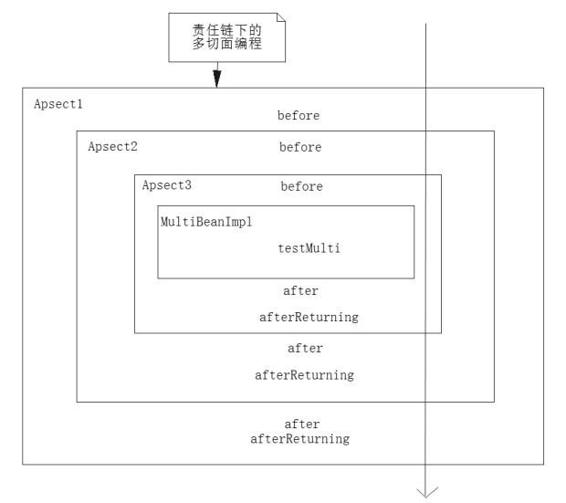 责任链下的
多切面编程
Apsect1
before
Apsect2
before
Apsect3
before
MultiBeanImpl
testMulti
after
afterReturning
after
afterReturning
after
afterReturning